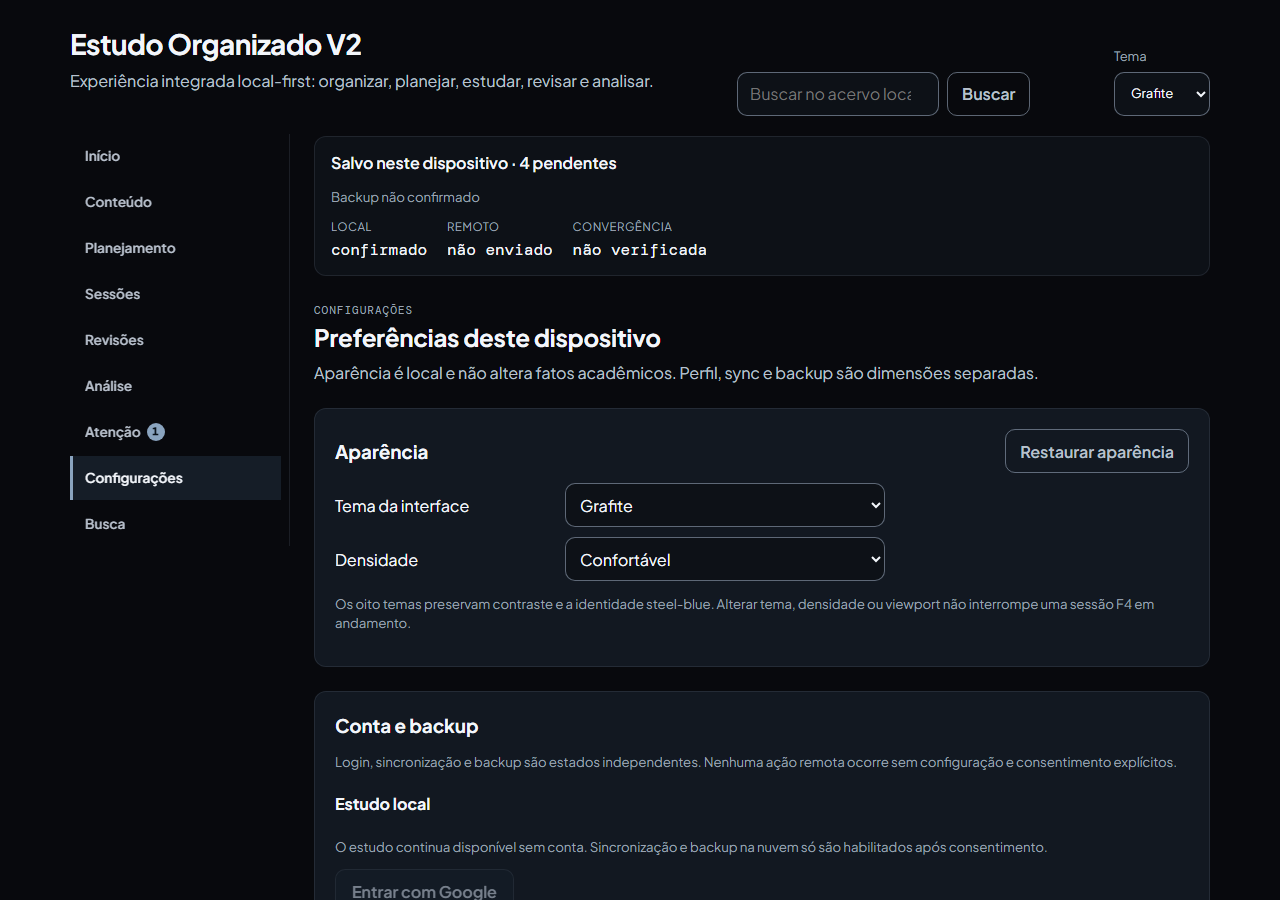 Estudo Organizado V2
Experiência integrada local-first: organizar, planejar, estudar, revisar e analisar.
Buscar no acervo loca
Buscar
Tema
Grafite
Início
Conteúdo
Planejamento
Sessões
Revisões
Análise
Atenção 1
Configurações
Busca
Salvo neste dispositivo · 4 pendentes
Backup não confirmado
LOCAL REMOTO CONVERGÊNCIA
confirmado não enviado não verificada
CONFIGURAÇÕES
Preferências deste dispositivo
Aparência é local e não altera fatos acadêmicos. Perfil, sync e backup são dimensões separadas.
Aparência
Restaurar aparência
Tema da interface
Grafite
Densidade
Confortável
Os oito temas preservam contraste e a identidade steel-blue. Alterar tema, densidade ou viewport não interrompe uma sessão F4 em
andamento.
Conta e backup
Login, sincronização e backup são estados independentes. Nenhuma ação remota ocorre sem configuração e consentimento explícitos.
Estudo local
O estudo continua disponível sem conta. Sincronização e backup na nuvem só são habilitados após consentimento.
Entrar com Google